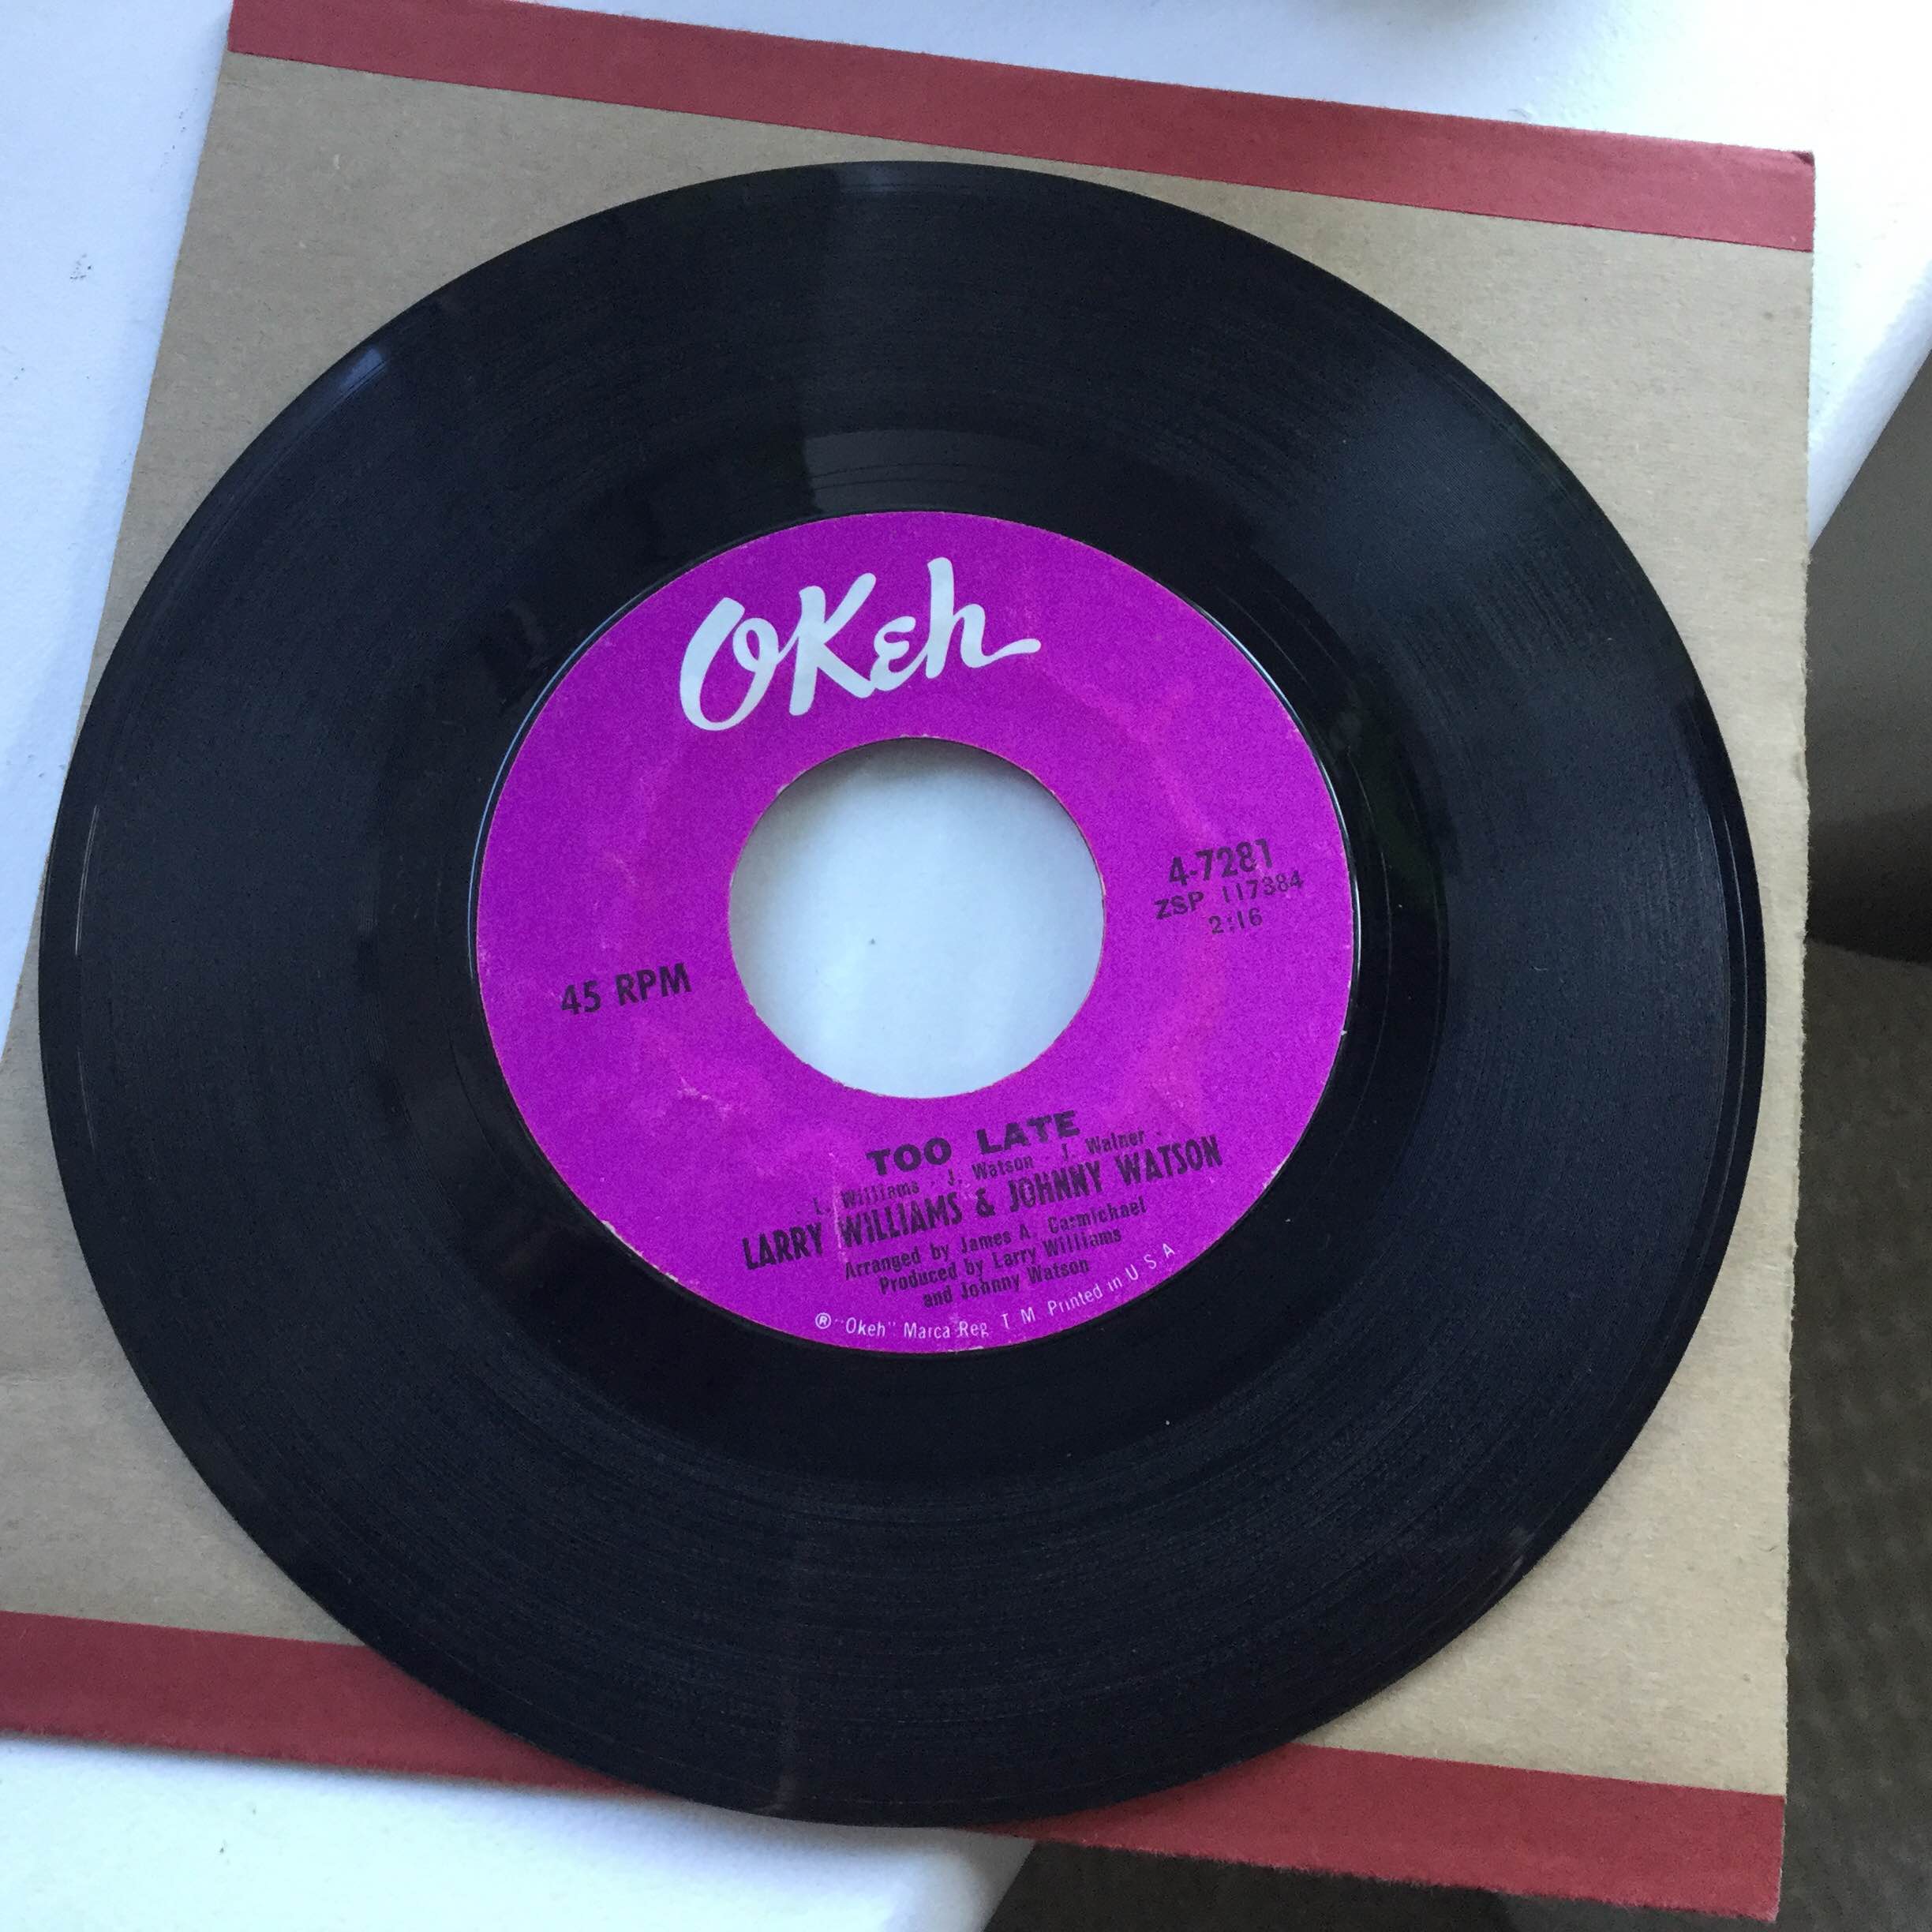 OKeh
4-7281
ZSP 117384
2:16
45 RPM
TOO LATE
L. Williams - J. Watson - J. Walner
LARRY WILLIAMS & JOHNNY WATSON
Arranged by James A. Carmichael
Produced by Larry Williams
and Johnny Watson
® "Okeh" Marca Reg. T M Printed in U S A